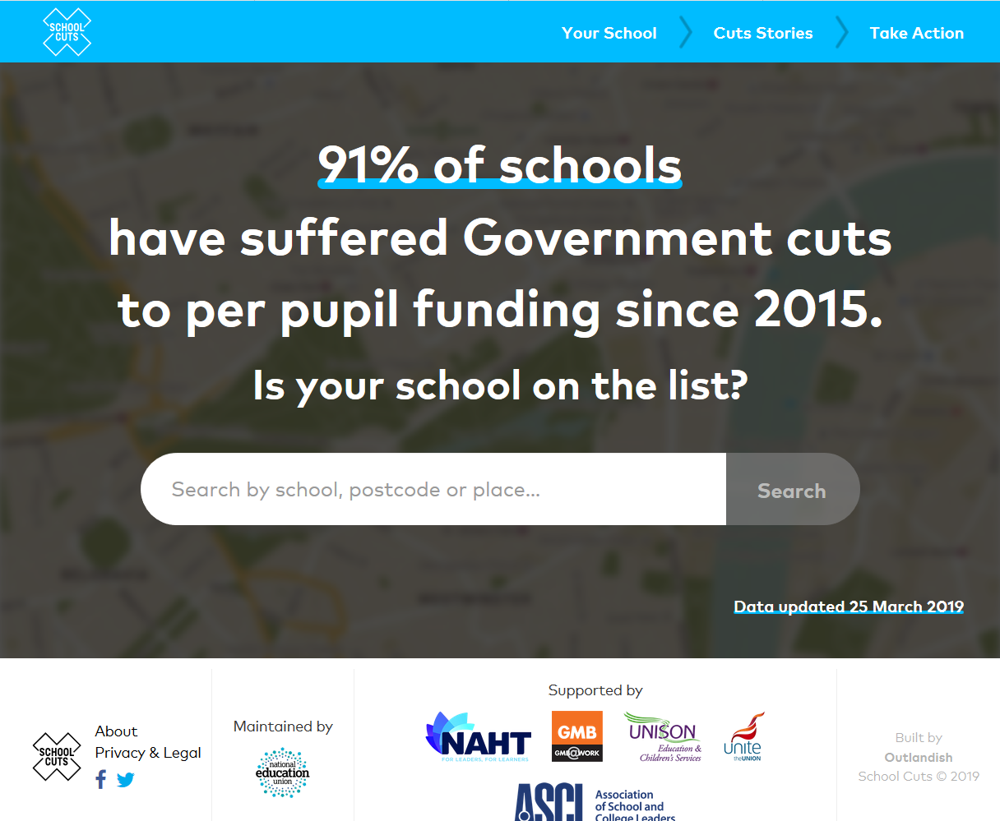 SCHOOL
CUTS
Your School
Cuts Stories
Take Action
91% of schools
have suffered Government cuts
to per pupil funding since 2015.
Is your school on the list?
Search by school, postcode or place...
Search
Data updated 25 March 2019
SCHOOL
CUTS
About
Privacy & Legal
Maintained by
national
education
union
Supported by
NAHT
FOR LEADERS, FOR LEARNERS
GMB
GMB@WORK
UNISON
Education &
Children's Services
unite
the UNION
ASCL
Association
of School and
College Leaders
Built by
Outlandish
School Cuts © 2019